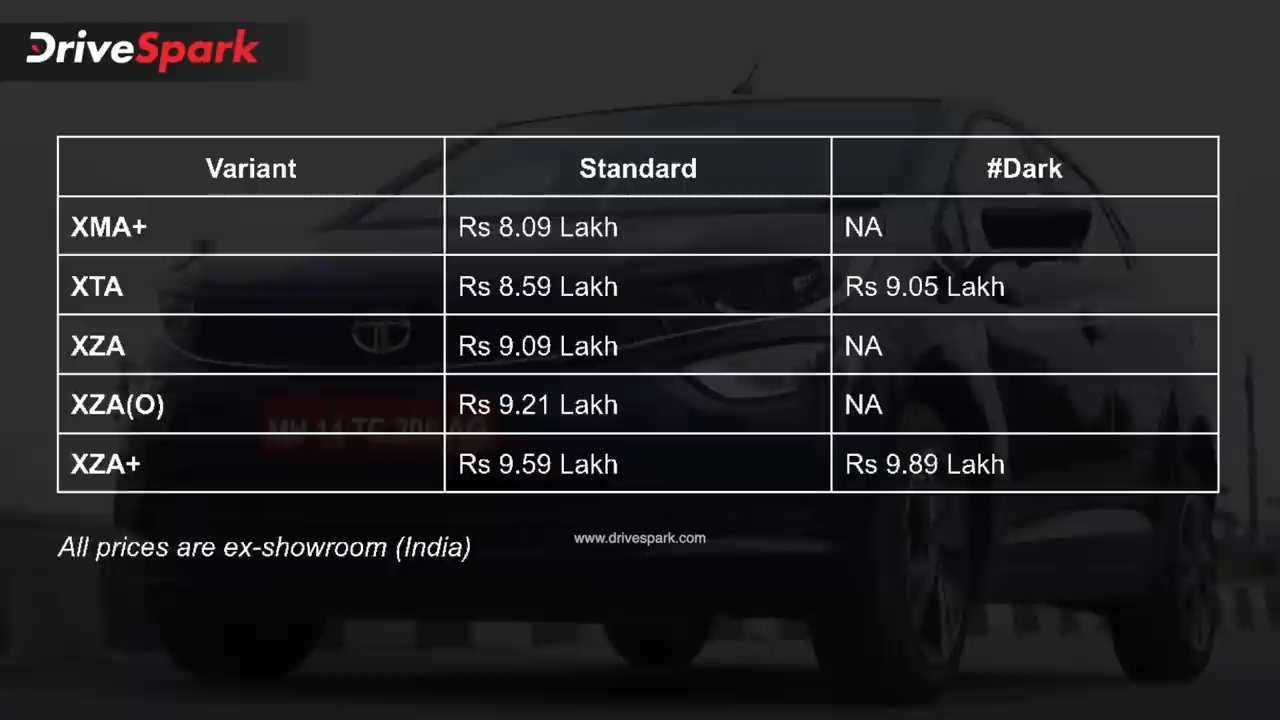 DriveSpark
Variant Standard #Dark
XMA+ Rs 8.09 Lakh NA
XTA Rs 8.59 Lakh Rs 9.05 Lakh
XZA Rs 9.09 Lakh NA
XZA(O) Rs 9.21 Lakh NA
XZA+ Rs 9.59 Lakh Rs 9.89 Lakh
All prices are ex-showroom (India)
www.drivespark.com